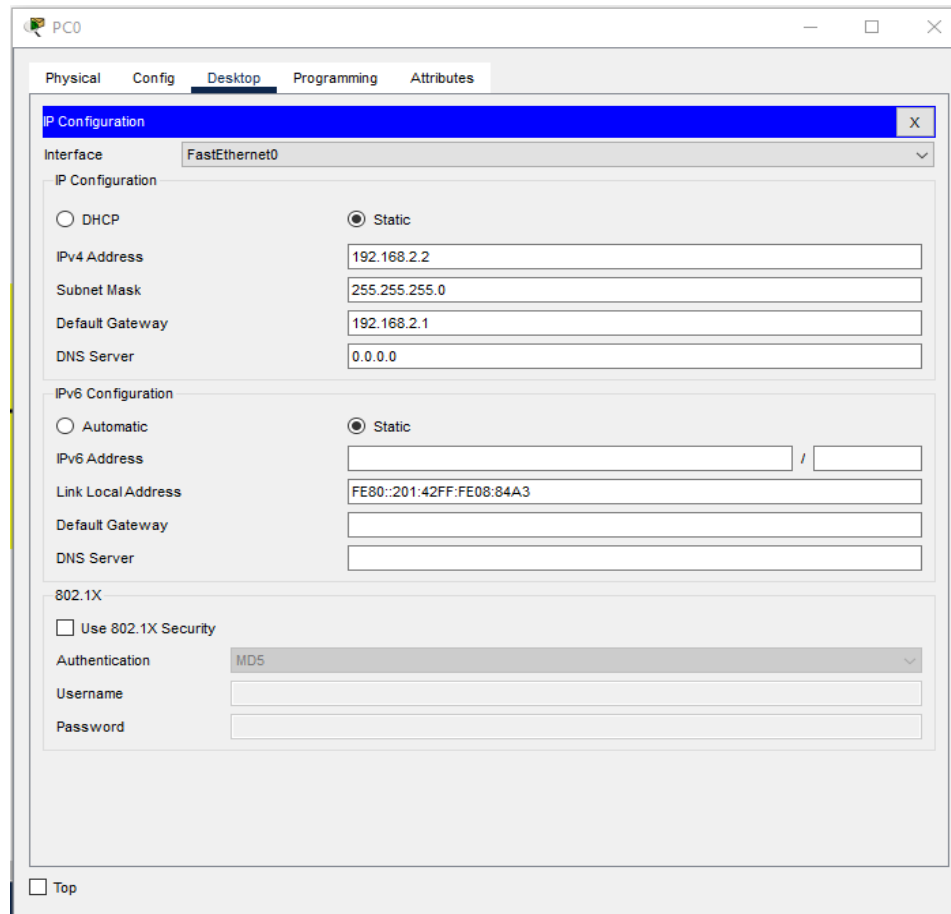 PC0
Physical Config Desktop Programming Attributes
IP Configuration X
Interface FastEthernet0
IP Configuration
DHCP Static
IPv4 Address 192.168.2.2
Subnet Mask 255.255.255.0
Default Gateway 192.168.2.1
DNS Server 0.0.0.0
IPv6 Configuration
Automatic Static
IPv6 Address /
Link Local Address FE80::201:42FF:FE08:84A3
Default Gateway
DNS Server
802.1X
Use 802.1X Security
Authentication MD5
Username
Password
Top